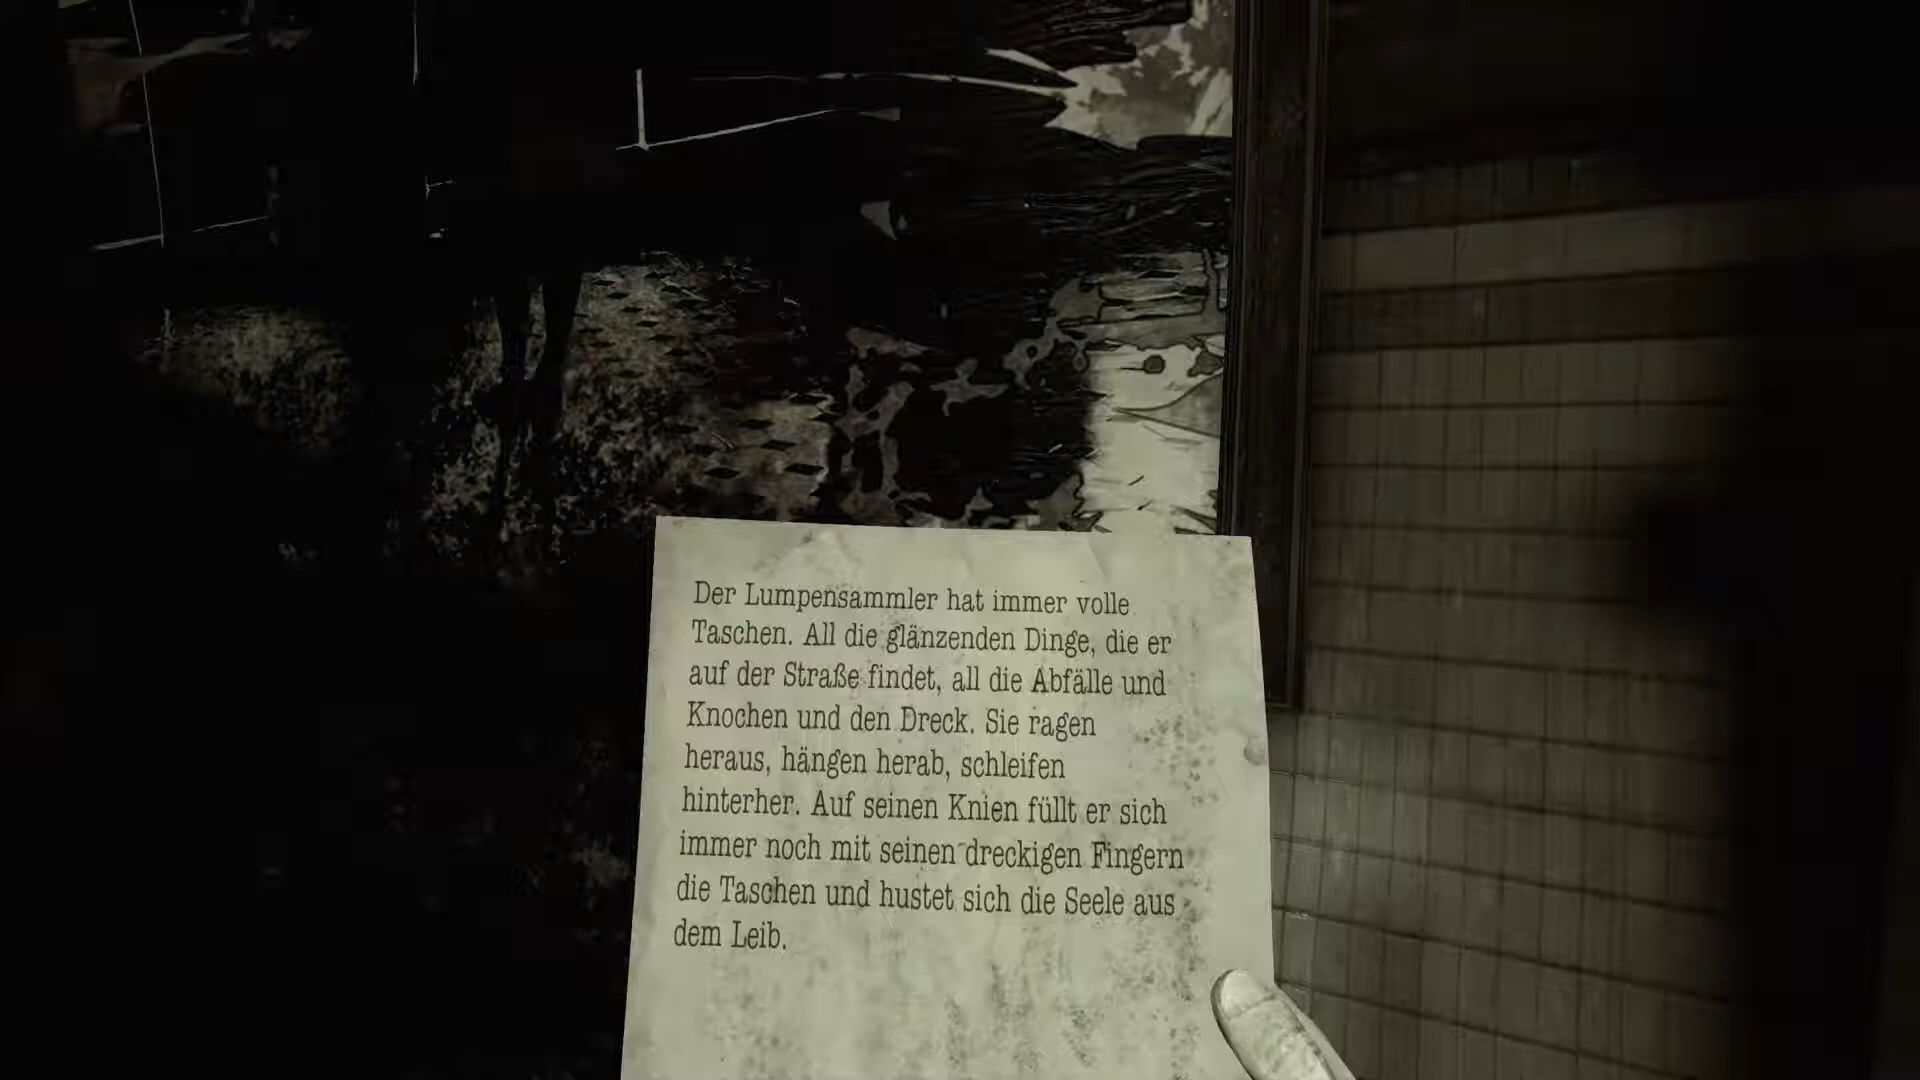 Der Lumpensammler hat immer volle
Taschen. All die glänzenden Dinge, die er
auf der Straße findet, all die Abfälle und
Knochen und den Dreck. Sie ragen
heraus, hängen herab, schleifen
hinterher. Auf seinen Knien füllt er sich
immer noch mit seinen dreckigen Fingern
die Taschen und hustet sich die Seele aus
dem Leib.